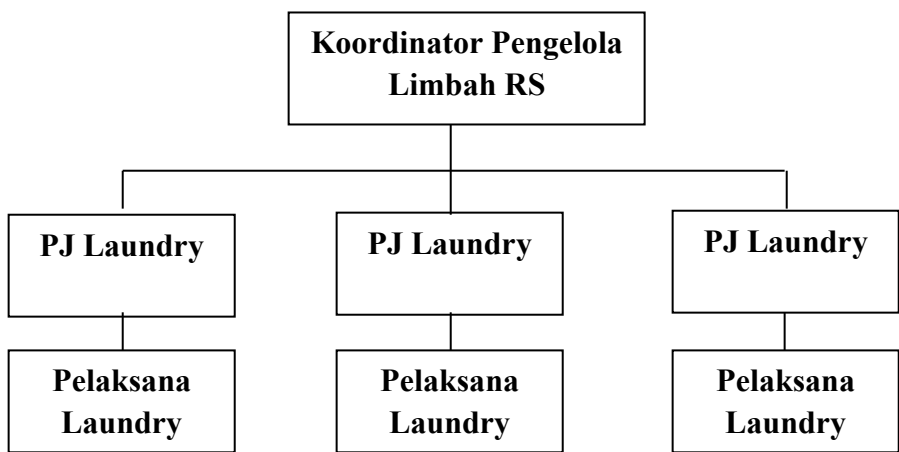 Koordinator Pengelola
Limbah RS
PJ Laundry
PJ Laundry
PJ Laundry
Pelaksana
Laundry
Pelaksana
Laundry
Pelaksana
Laundry